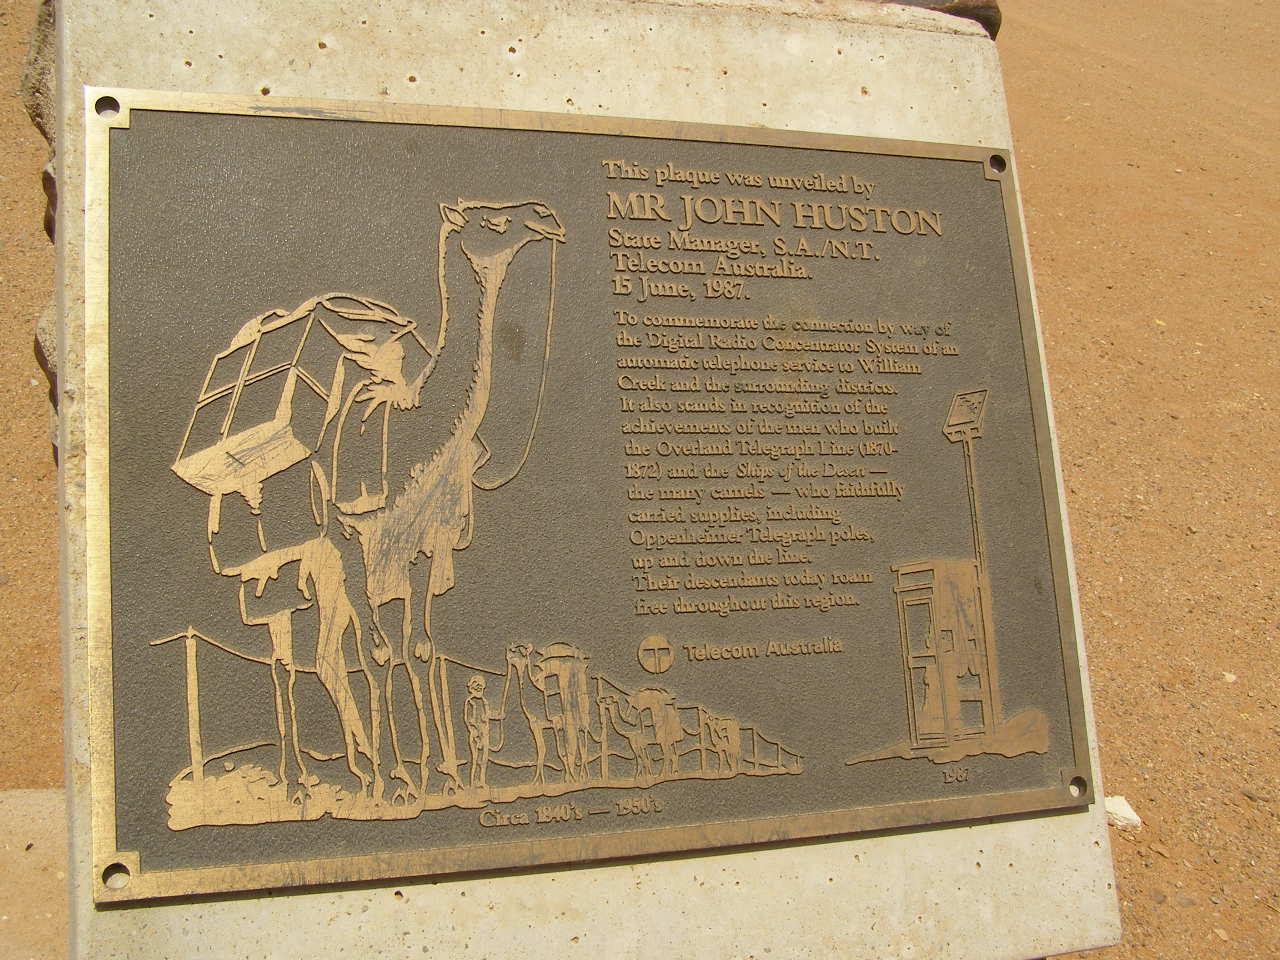 This plaque was unveiled by
MR JOHN HUSTON
State Manager, S.A./N.T.
Telecom Australia.
15 June, 1987.
To commemorate the connection by way of
the Digital Radio Concentrator System of an
automatic telephone service to William
Creek and the surrounding districts.
It also stands in recognition of the
achievements of the men who built
the Overland Telegraph Line (1870-
1872) and the Ships of the Desert —
the many camels — who faithfully
carried supplies, including
Oppenheimer Telegraph poles,
up and down the line.
Their descendants today roam
free throughout this region.
Telecom Australia
Circa 1840's — 1950's
1987